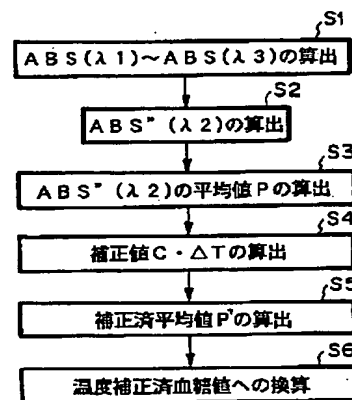 S1
ABS(λ1)～ABS(λ3)の算出
S2
ABS"(λ2)の算出
S3
ABS"(λ2)の平均値Pの算出
S4
補正値C・△Tの算出
S5
補正済平均値P'の算出
S6
温度補正済血糖値への換算